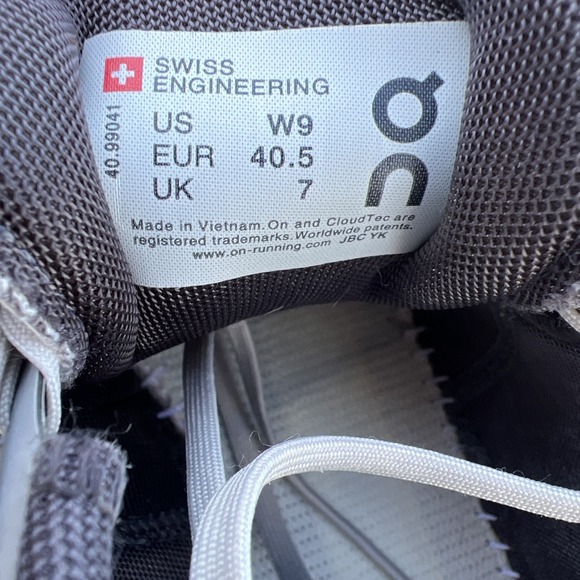 SWISS
ENGINEERING
US W9
EUR 40.5
UK 7
Made in Vietnam. On and CloudTec are
registered trademarks. Worldwide patents.
www.on-running.com JBC YK
40.99041
On